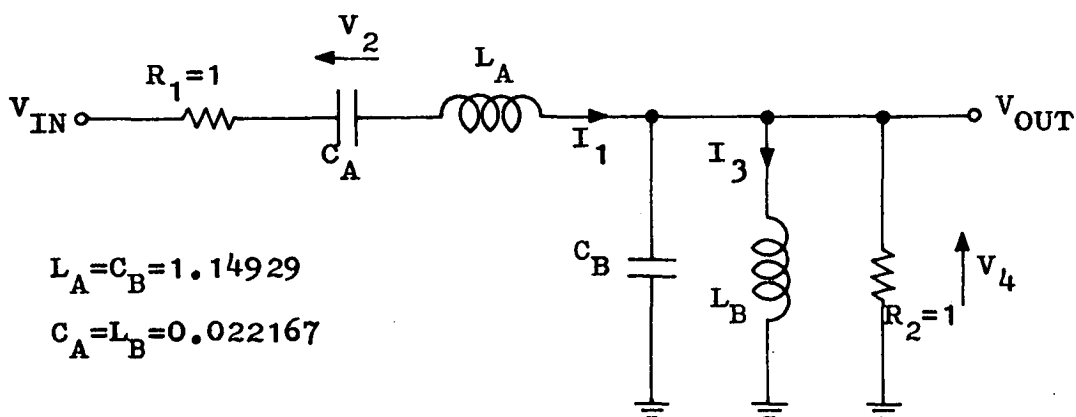 V2
R1=1
LA
VIN
VOUT
CA
I1
I3
CB
LB
R2=1
V4
LA=CB=1.14929
CA=LB=0.022167